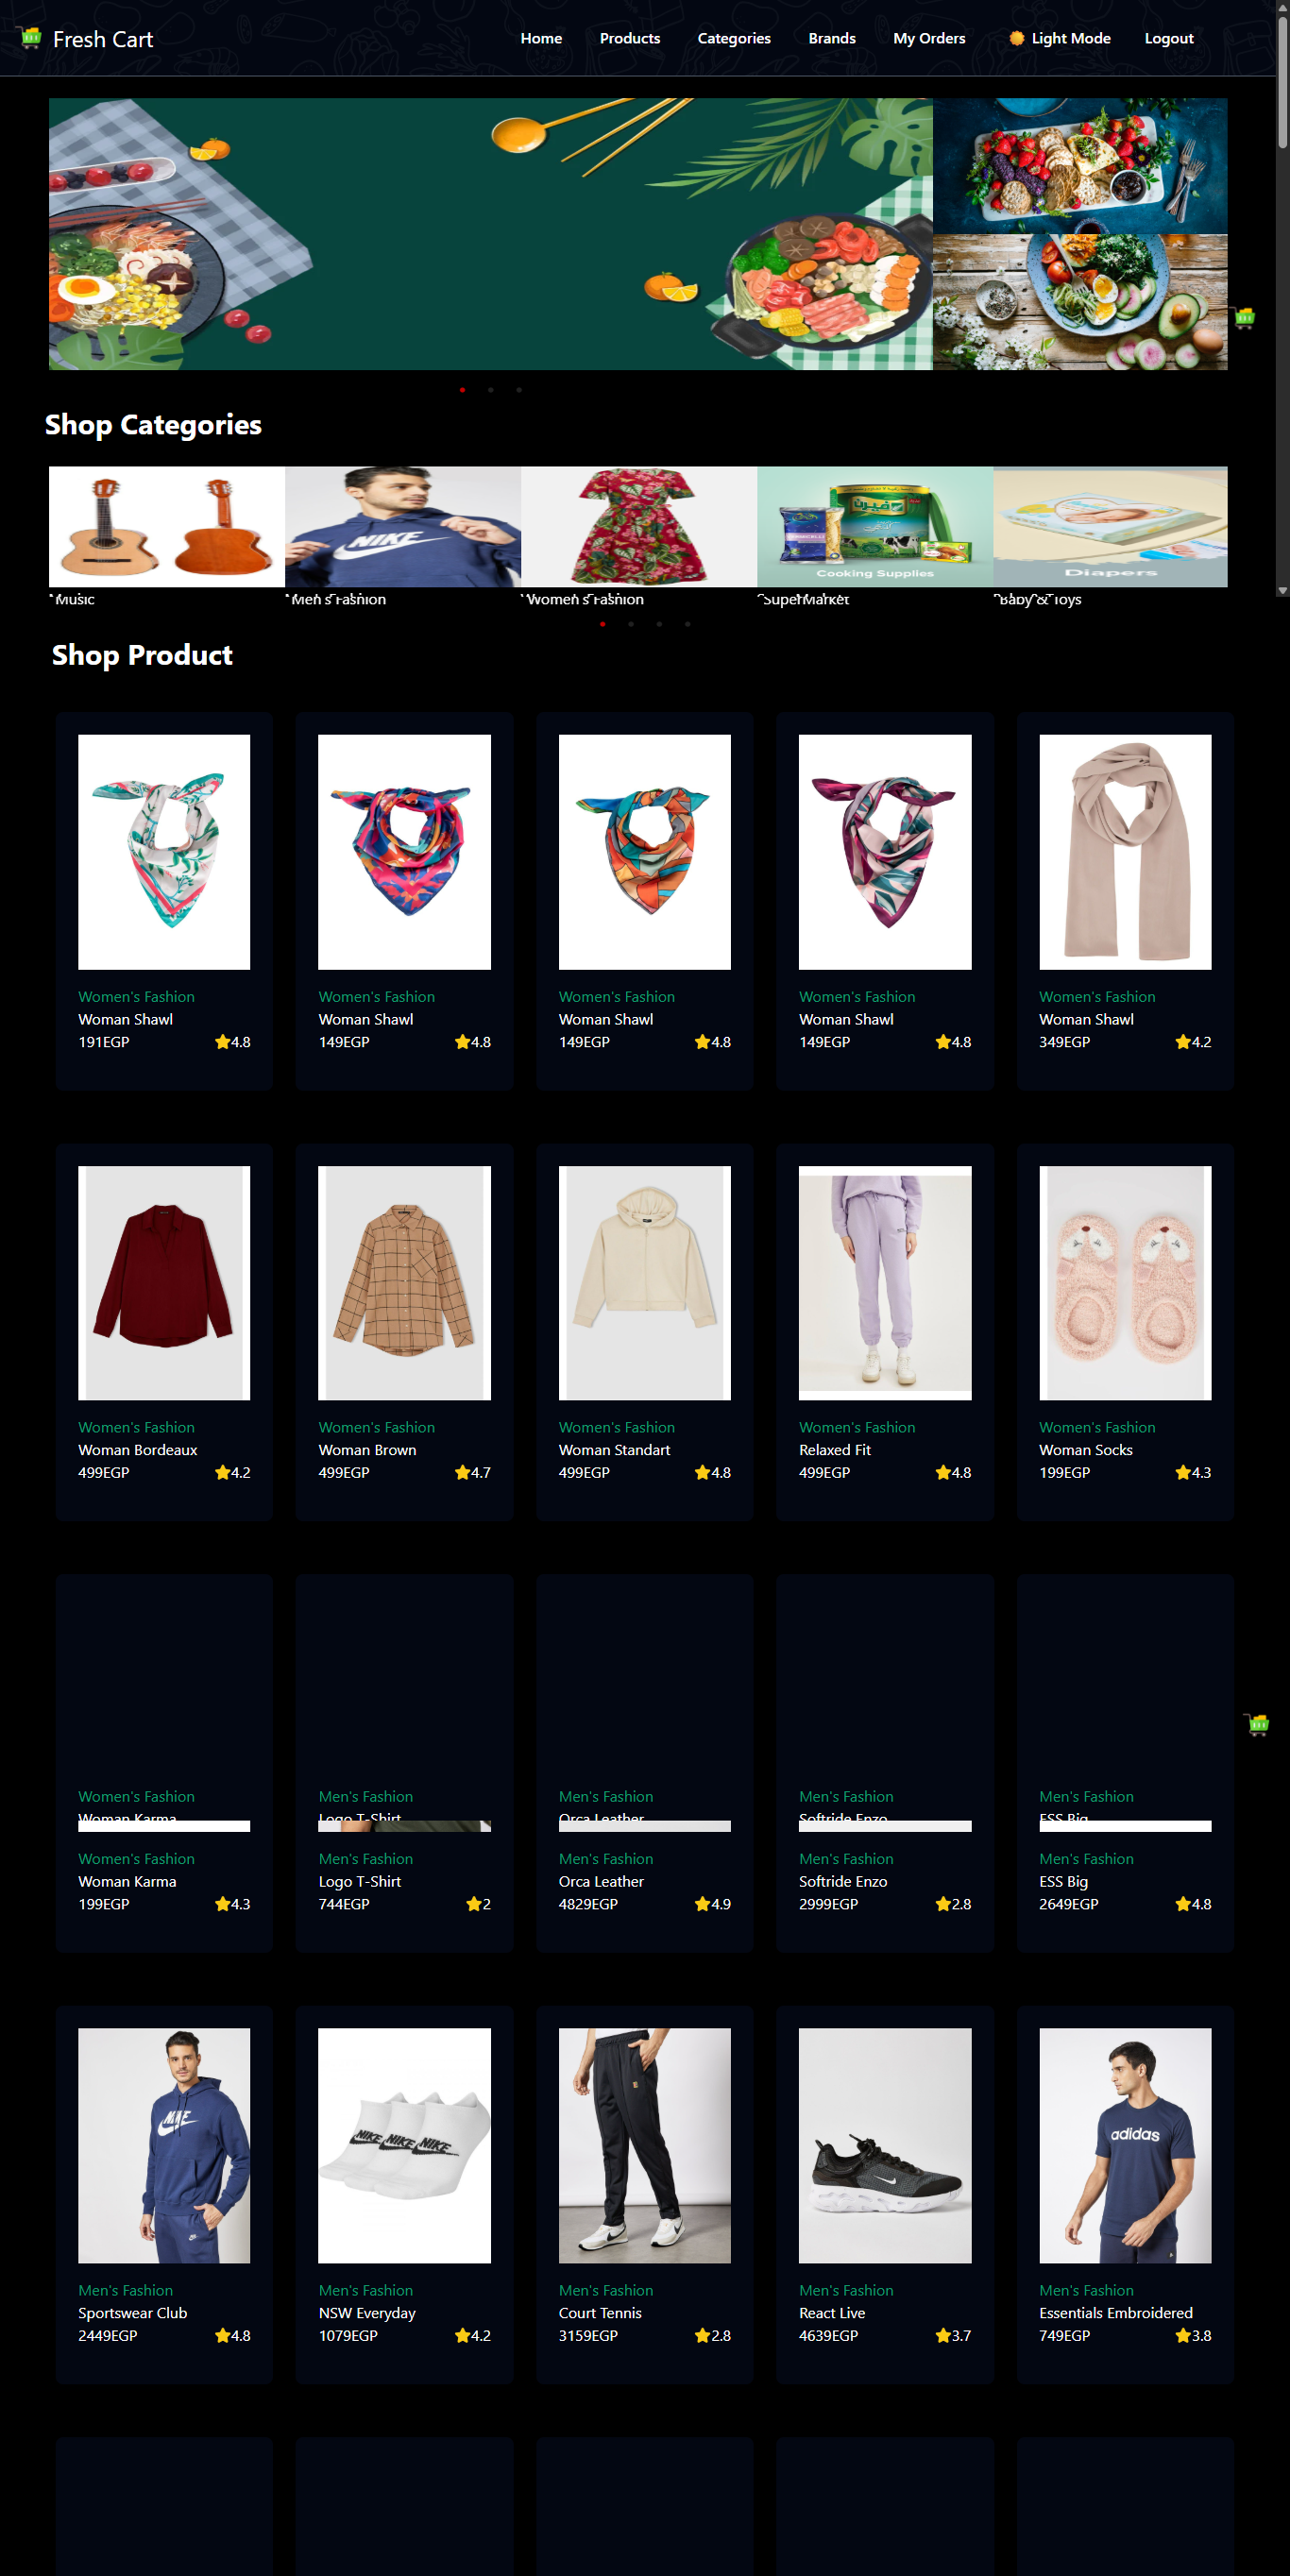 Fresh Cart
Home Products Categories Brands My Orders Light Mode Logout
Shop Categories
NIKE
Cooking Supplies
Diapers
Music Men's Fashion Women's Fashion SuperMarket Baby & Toys
Shop Product
Women's Fashion Women's Fashion Women's Fashion Women's Fashion Women's Fashion
Woman Shawl Woman Shawl Woman Shawl Woman Shawl Woman Shawl
191EGP 4.8 149EGP 4.8 149EGP 4.8 149EGP 4.8 349EGP 4.2
Women's Fashion Women's Fashion Women's Fashion Women's Fashion Women's Fashion
Woman Bordeaux Woman Brown Woman Standart Relaxed Fit Woman Socks
499EGP 4.2 499EGP 4.7 499EGP 4.8 499EGP 4.8 199EGP 4.3
Women's Fashion Men's Fashion Men's Fashion Men's Fashion Men's Fashion
Woman Karma Logo T-Shirt Orca Leather Softride Enzo ESS Big
Women's Fashion Men's Fashion Men's Fashion Men's Fashion Men's Fashion
Woman Karma Logo T-Shirt Orca Leather Softride Enzo ESS Big
199EGP 4.3 744EGP 2 4829EGP 4.9 2999EGP 2.8 2649EGP 4.8
NIKE
NIKE NIKE NIKE
adidas
Men's Fashion Men's Fashion Men's Fashion Men's Fashion Men's Fashion
Sportswear Club NSW Everyday Court Tennis React Live Essentials Embroidered
2449EGP 4.8 1079EGP 4.2 3159EGP 2.8 4639EGP 3.7 749EGP 3.8